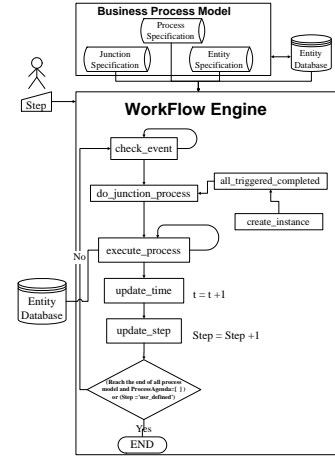 Business Process Model
Process
Specification
Junction
Specification
Entity
Specification
Entity
Database
Step
WorkFlow Engine
check_event
do_junction_process
all_triggered_completed
create_instance
No
execute_process
Entity
Database
update_time
t = t +1
update_step
Step = Step +1
(Reach the end of all process
model and ProcessAgenda={ })
or (Step ='usr_defined')
Yes
END